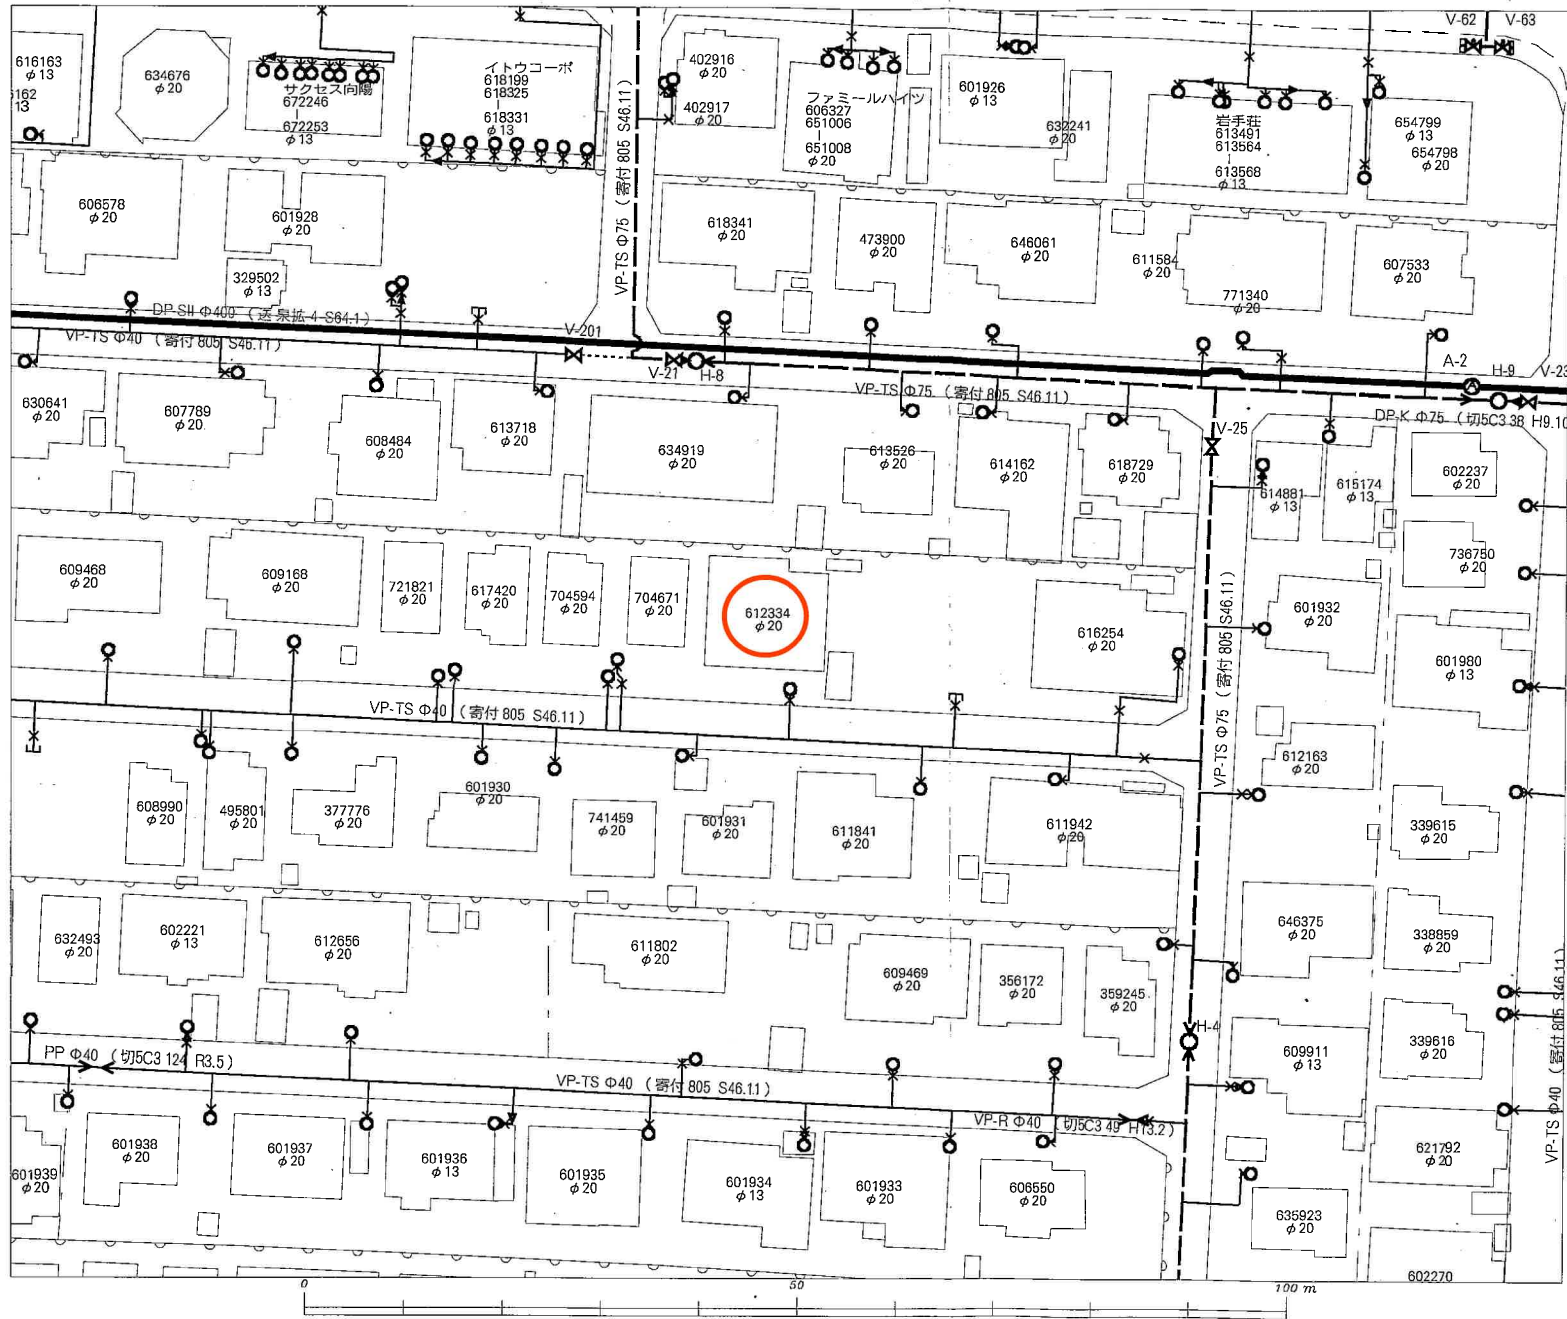 V-62
V-63
616163
φ13
634676
φ20
サクセス向陽
672246
|
672253
φ13
イトウコーポ
618199
618325
|
618331
φ13
VP-TS Φ75 (寄付 805 S46.11)
402916
φ20
402917
φ20
ファミールハイツ
606327
651006
|
651008
φ20
601926
φ13
632241
φ20
岩手荘
613491
613564
|
613568
φ13
654799
φ13
654798
φ20
6162
φ13
606578
φ20
601928
φ20
329502
φ13
618341
φ20
473900
φ20
646061
φ20
611584
φ20
771340
φ20
607533
φ20
DP-SII Φ400 (送泉拡-4-S64.1)
VP-TS Φ40 (寄付 805 S46.11)
V-201
V-21
H-8
VP-TS Φ75 (寄付 805 S46.11)
A-2
H-9
V-23
DP-K Φ75 (切5C3 38 H9.10
V-25
630641
φ20
607789
φ20
608484
φ20
613718
φ20
634919
φ20
613526
φ20
614162
φ20
618729
φ20
614881
φ13
615174
φ13
602237
φ20
736750
φ20
609468
φ20
609168
φ20
721821
φ20
617420
φ20
704594
φ20
704671
φ20
612334
φ20
616254
φ20
VP-TS Φ75 (寄付 805 S46.11)
601932
φ20
601980
φ13
VP-TS Φ40 (寄付 805 S46.11)
612163
φ20
608990
φ20
495801
φ20
377776
φ20
601930
φ20
741459
φ20
601931
φ20
611841
φ20
611942
φ20
339615
φ20
632493
φ20
602221
φ13
612656
φ20
611802
φ20
609469
φ20
356172
φ20
359245
φ20
646375
φ20
338859
φ20
H-4
609911
φ13
339616
φ20
VP-TS Φ40 (寄付 805 S46.11)
PP Φ40 (切5C3 124 R3.5)
VP-TS Φ40 (寄付 805 S46.11)
VP-R Φ40 (切5C3 49 H13.2)
601939
φ20
601938
φ20
601937
φ20
601936
φ13
601935
φ20
601934
φ13
601933
φ20
606550
φ20
621792
φ20
635923
φ20
602270
0
50
100 m